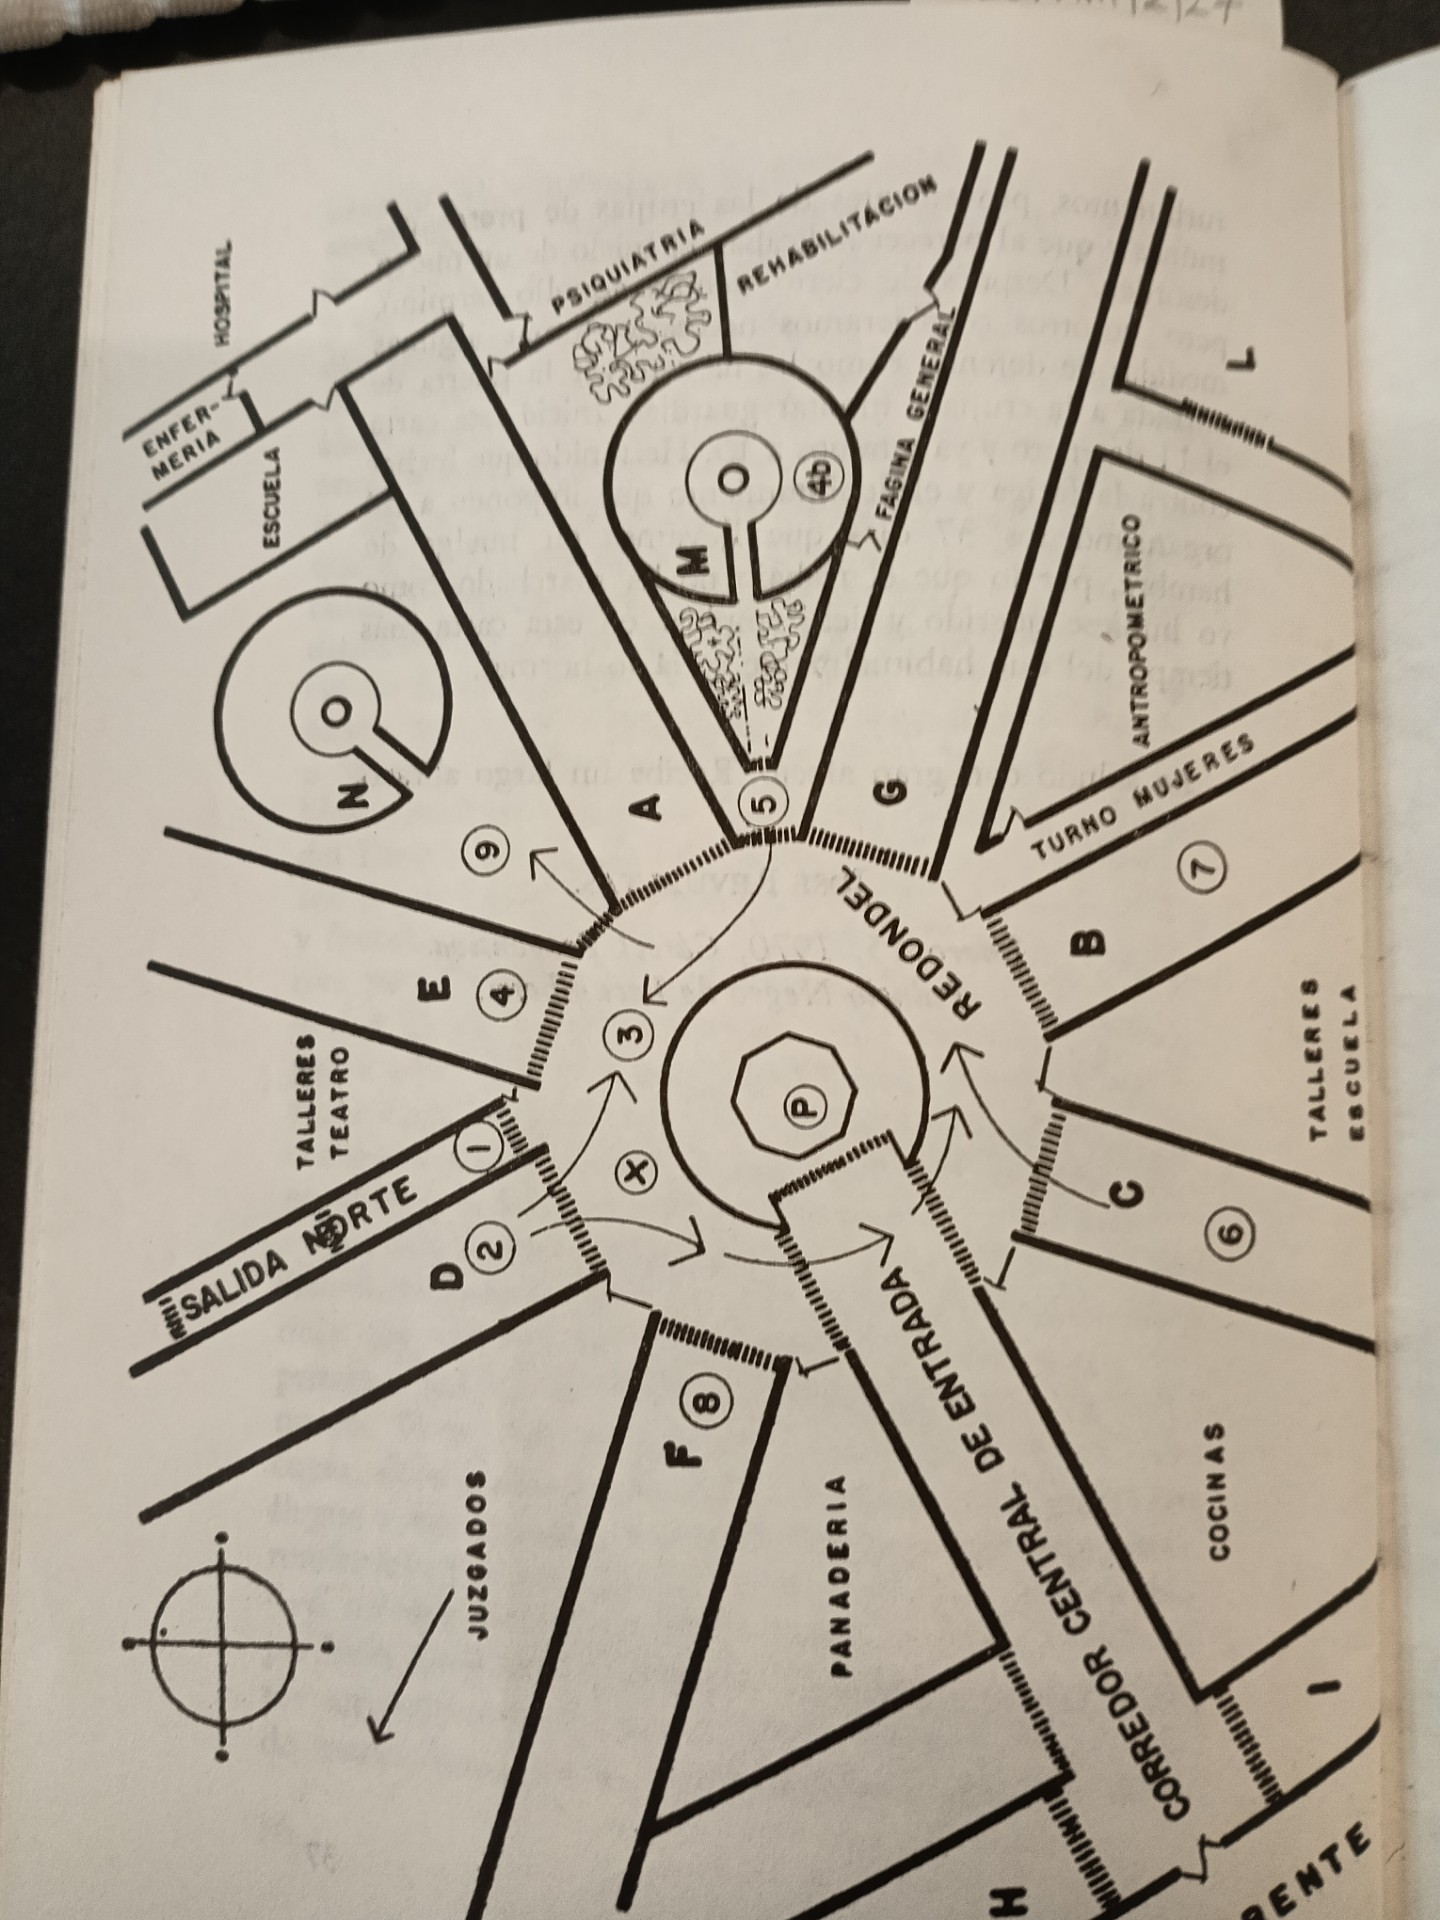 HOSPITAL
ENFER-
MERIA
ESCUELA
PSIQUIATRIA
REHABILITACION
FAGINA GENERAL
L
M
4b
N
A
5
G
9
ANTROPOMETRICO
TURNO MUJERES
7
B
E
4
3
REDONDEL
TALLERES
TEATRO
TALLERES
ESCUELA
1
SALIDA NORTE
X
P
D
2
C
6
F
8
JUZGADOS
PANADERIA
CORREDOR CENTRAL DE ENTRADA
COCINAS
I
H